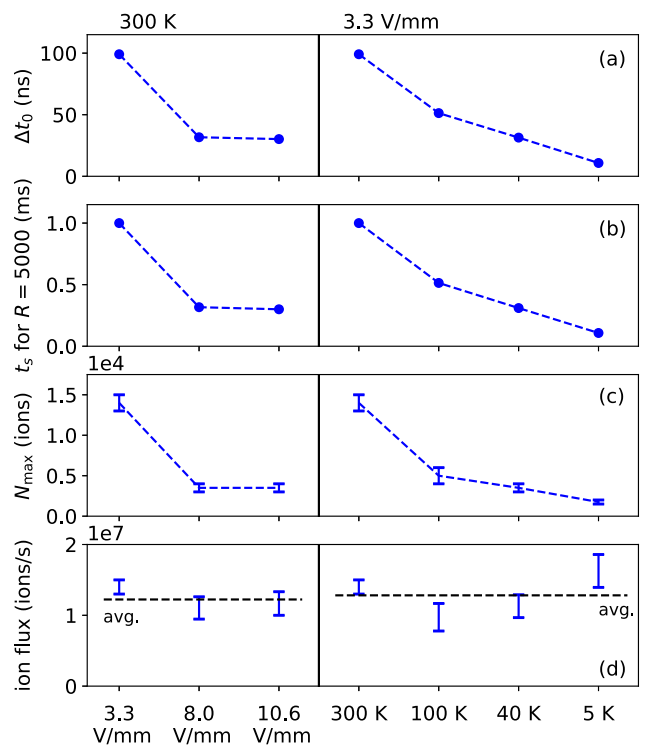 300 K 3.3 V/mm
Δt₀ (ns)
100
50
0
(a)
t_s for R = 5000 (ms)
1.0
0.5
0.0
(b)
1e4
N_max (ions)
1.5
1.0
0.5
0.0
(c)
1e7
ion flux (ions/s)
2
1
0
avg.
avg.
(d)
3.3 8.0 10.6 300 K 100 K 40 K 5 K
V/mm V/mm V/mm